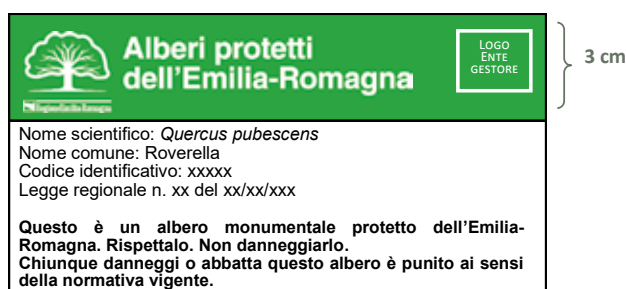 Alberi protetti
dell'Emilia-Romagna
LOGO
ENTE
GESTORE
3 cm
RegioneEmilia-Romagna
Nome scientifico: Quercus pubescens
Nome comune: Roverella
Codice identificativo: xxxxx
Legge regionale n. xx del xx/xx/xxx
Questo è un albero monumentale protetto dell'Emilia-
Romagna. Rispettalo. Non danneggiarlo.
Chiunque danneggi o abbatta questo albero è punito ai sensi
della normativa vigente.